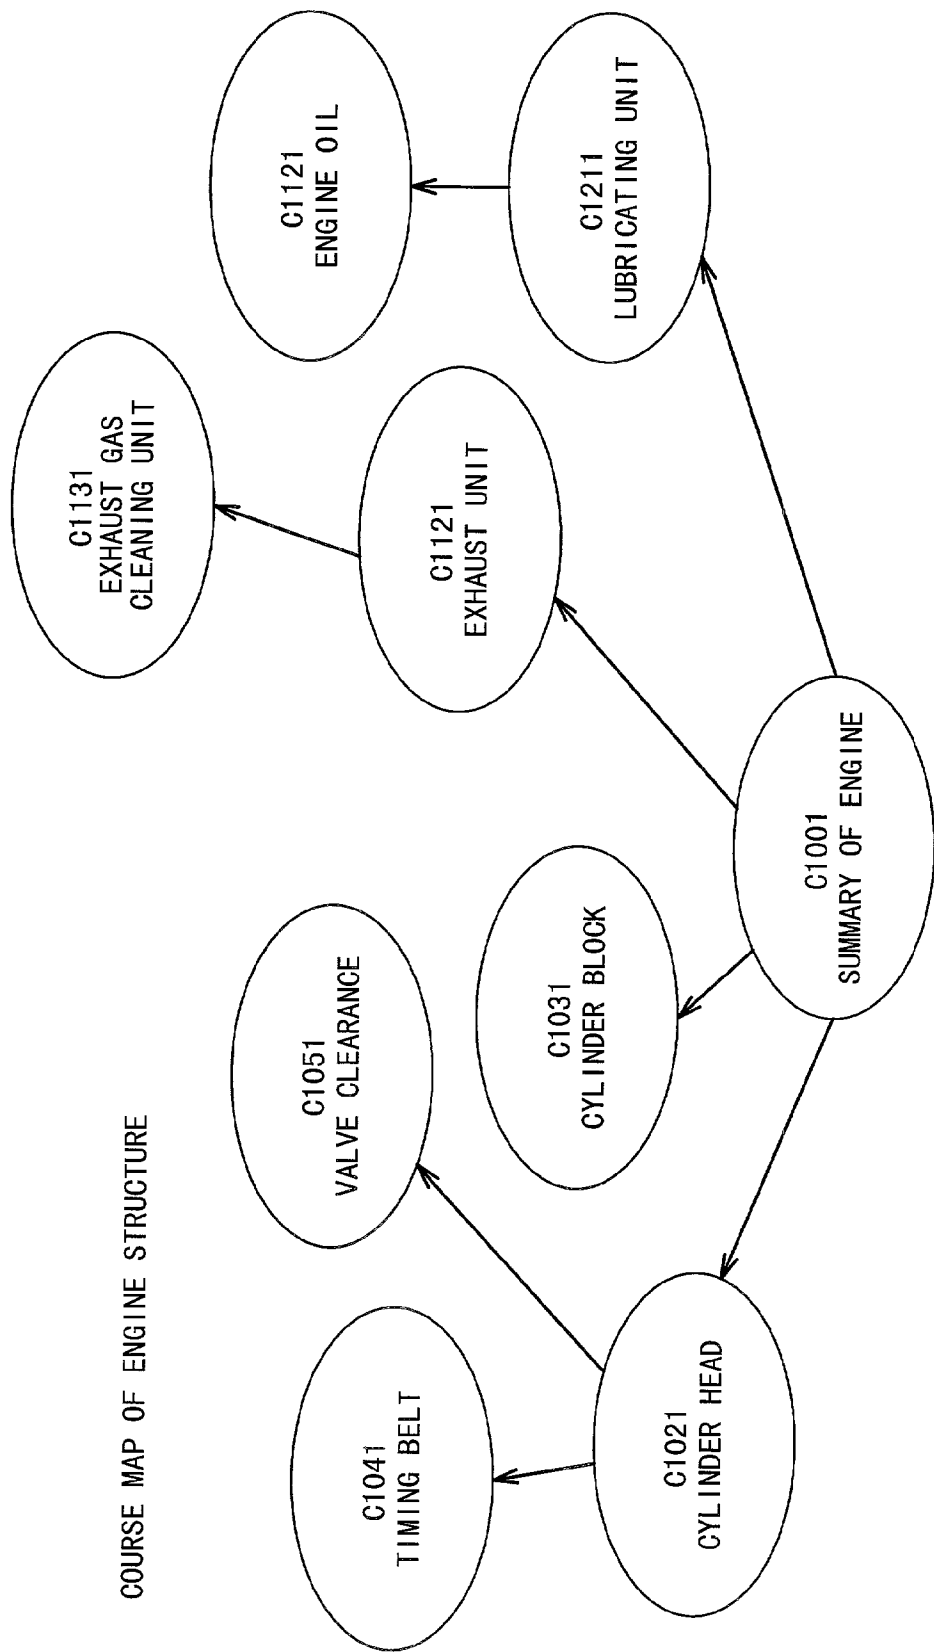 COURSE MAP OF ENGINE STRUCTURE
C1041
TIMING BELT
C1051
VALVE CLEARANCE
C1131
EXHAUST GAS
CLEANING UNIT
C1121
ENGINE OIL
C1021
CYLINDER HEAD
C1031
CYLINDER BLOCK
C1121
EXHAUST UNIT
C1211
LUBRICATING UNIT
C1001
SUMMARY OF ENGINE